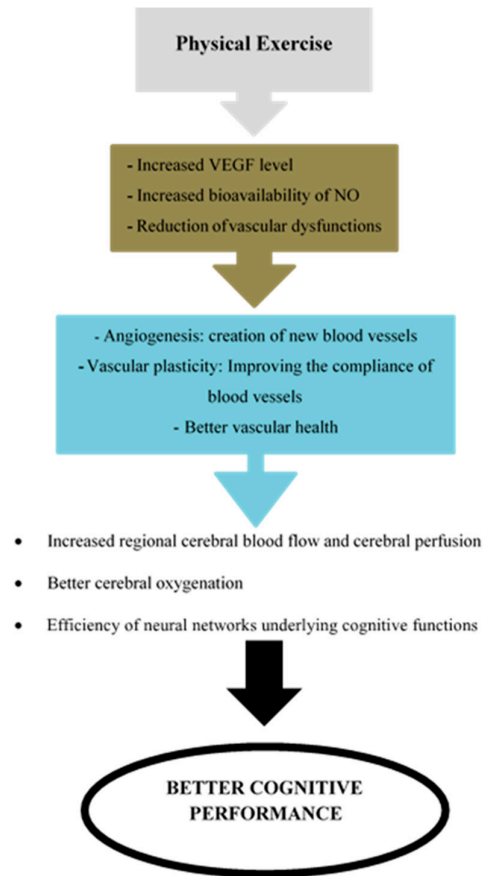 Physical Exercise
- Increased VEGF level
- Increased bioavailability of NO
- Reduction of vascular dysfunctions
- Angiogenesis: creation of new blood vessels
- Vascular plasticity: Improving the compliance of
blood vessels
- Better vascular health
• Increased regional cerebral blood flow and cerebral perfusion
• Better cerebral oxygenation
• Efficiency of neural networks underlying cognitive functions
BETTER COGNITIVE
PERFORMANCE